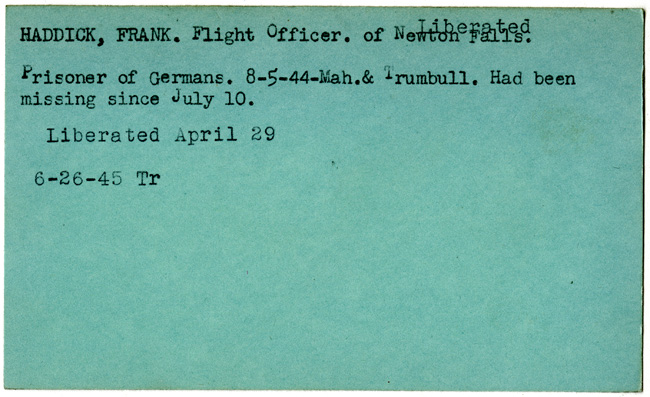 Liberated
HADDICK, FRANK. Flight Officer. of Newton Falls.
Prisoner of Germans. 8-5-44-Mah.& Trumbull. Had been
missing since July 10.
Liberated April 29
6-26-45 Tr